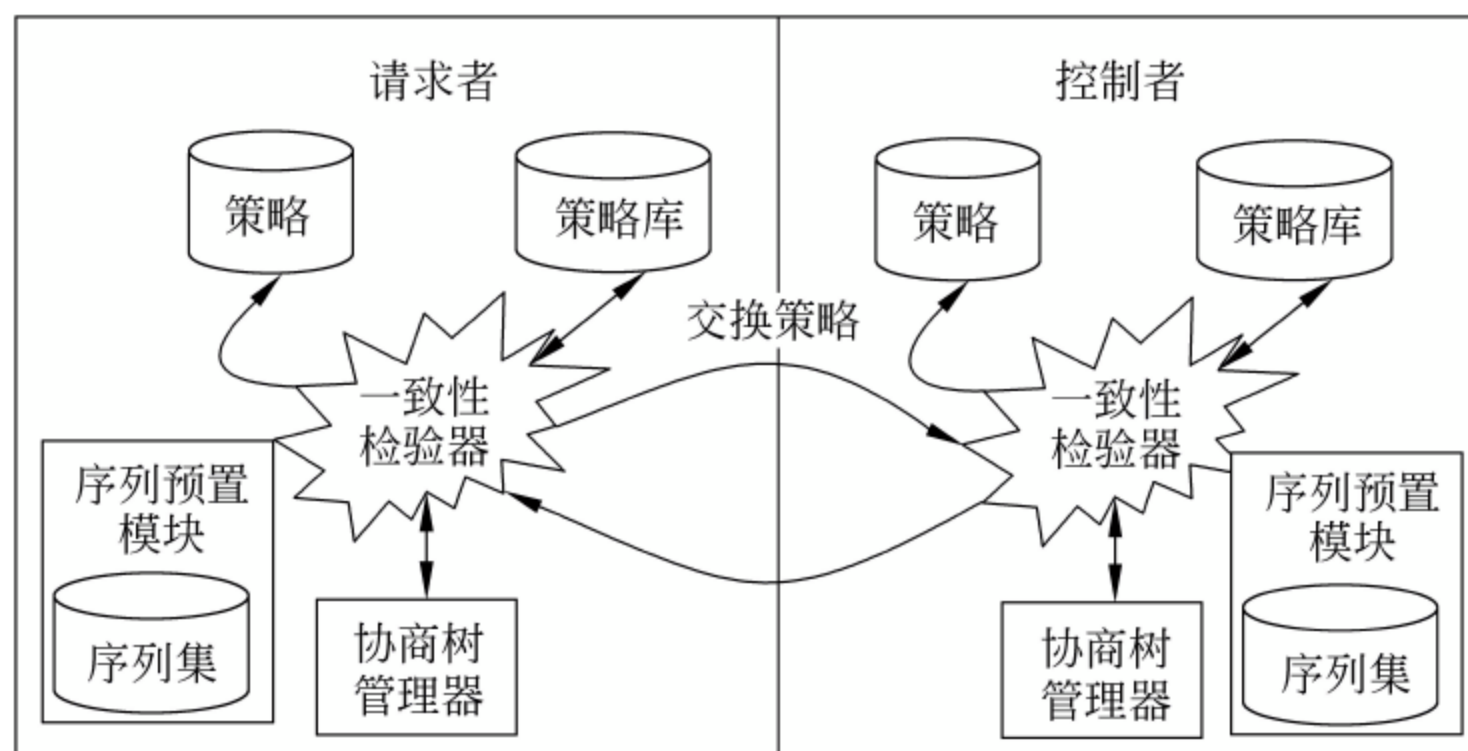 请求者
控制者
策略
策略库
策略
策略库
交换策略
一致性
检验器
一致性
检验器
序列预置
模块
序列集
协商树
管理器
协商树
管理器
序列预置
模块
序列集